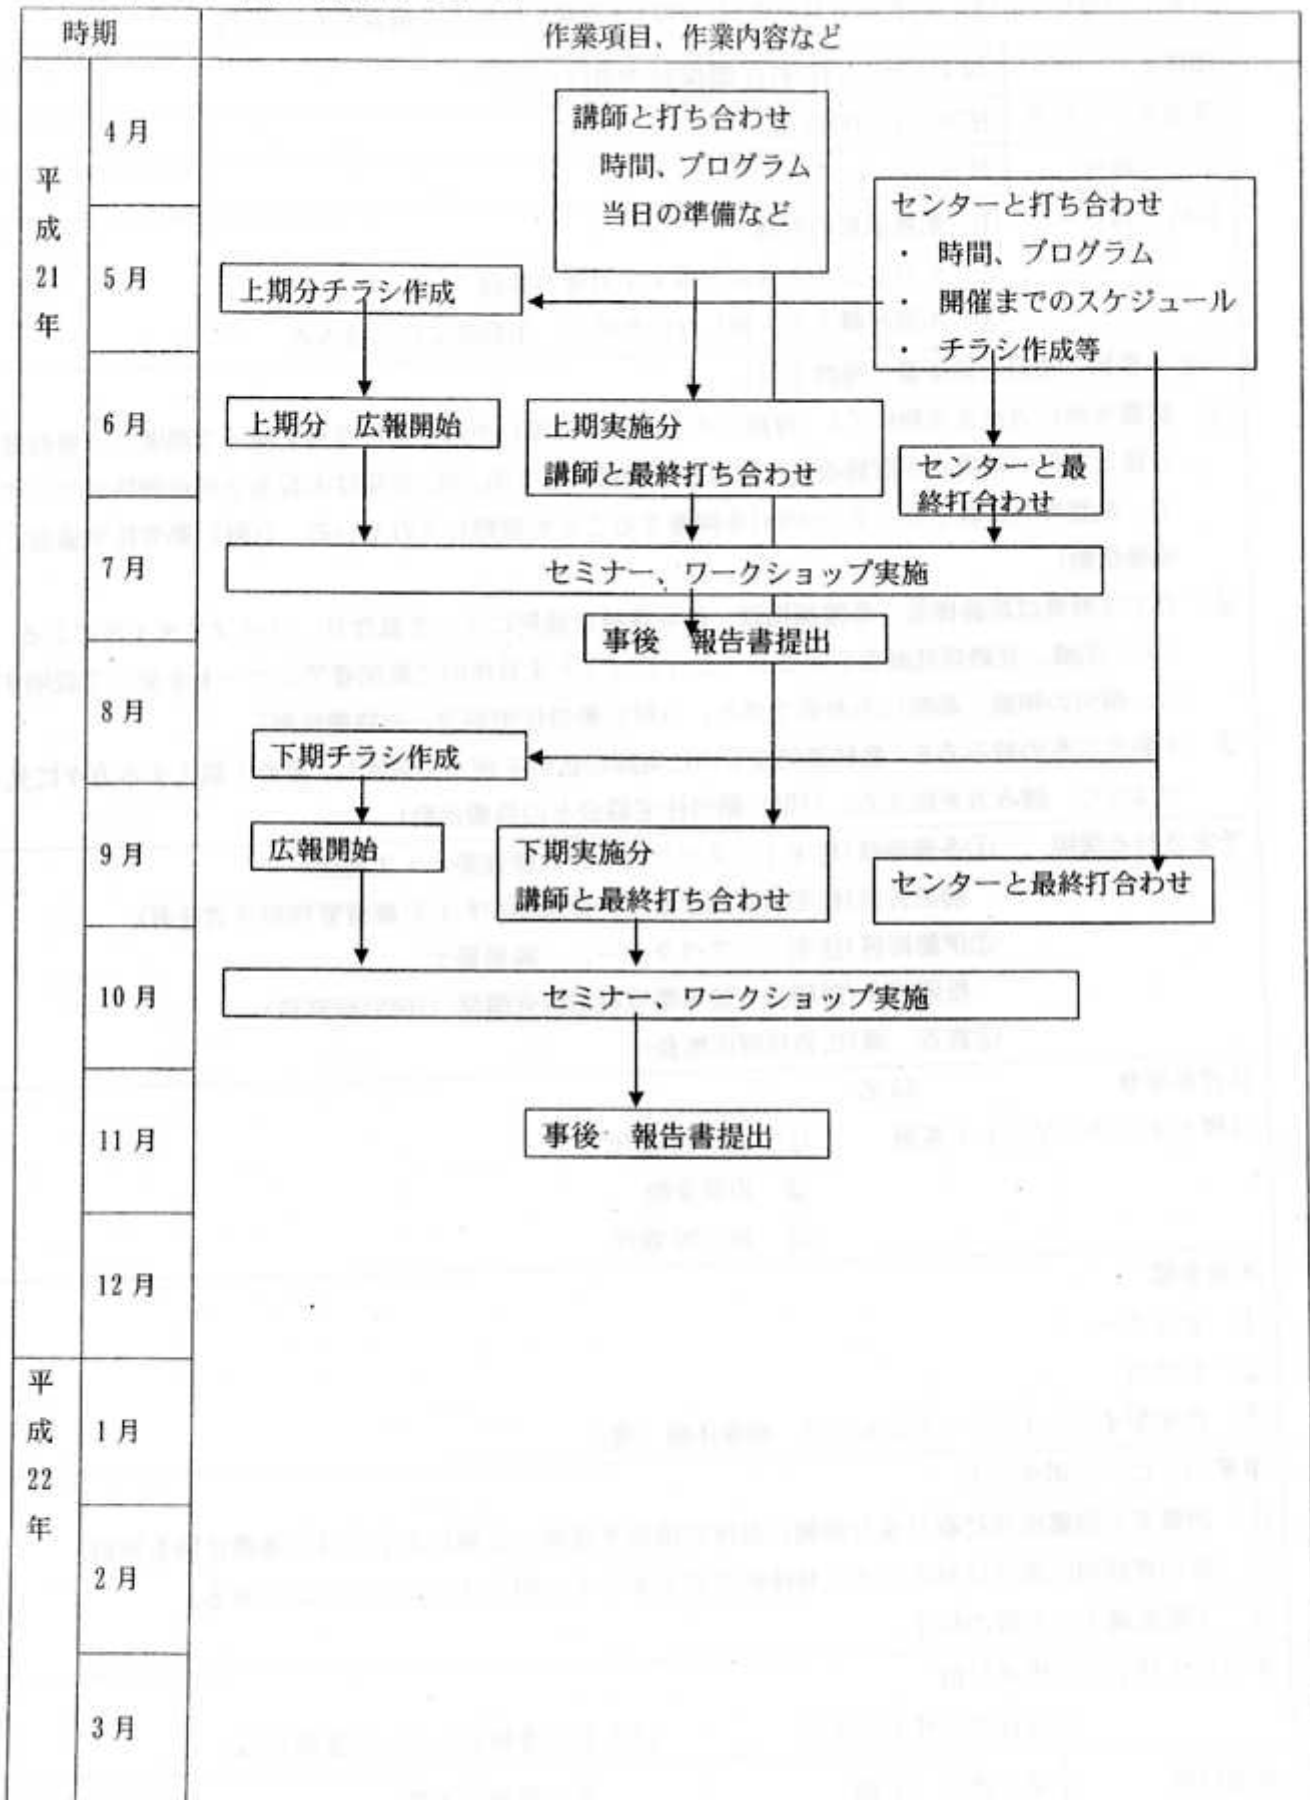 時期
作業項目、作業内容など
平成21年
4月
講師と打ち合わせ
時間、プログラム
当日の準備など
センターと打ち合わせ
・ 時間、プログラム
・ 開催までのスケジュール
・ チラシ作成等
5月
上期分チラシ作成
6月
上期分 広報開始
上期実施分
講師と最終打ち合わせ
センターと最
終打合わせ
7月
セミナー、ワークショップ実施
事後 報告書提出
8月
下期チラシ作成
9月
広報開始
下期実施分
講師と最終打ち合わせ
センターと最終打合わせ
10月
セミナー、ワークショップ実施
11月
事後 報告書提出
12月
平成22年
1月
2月
3月